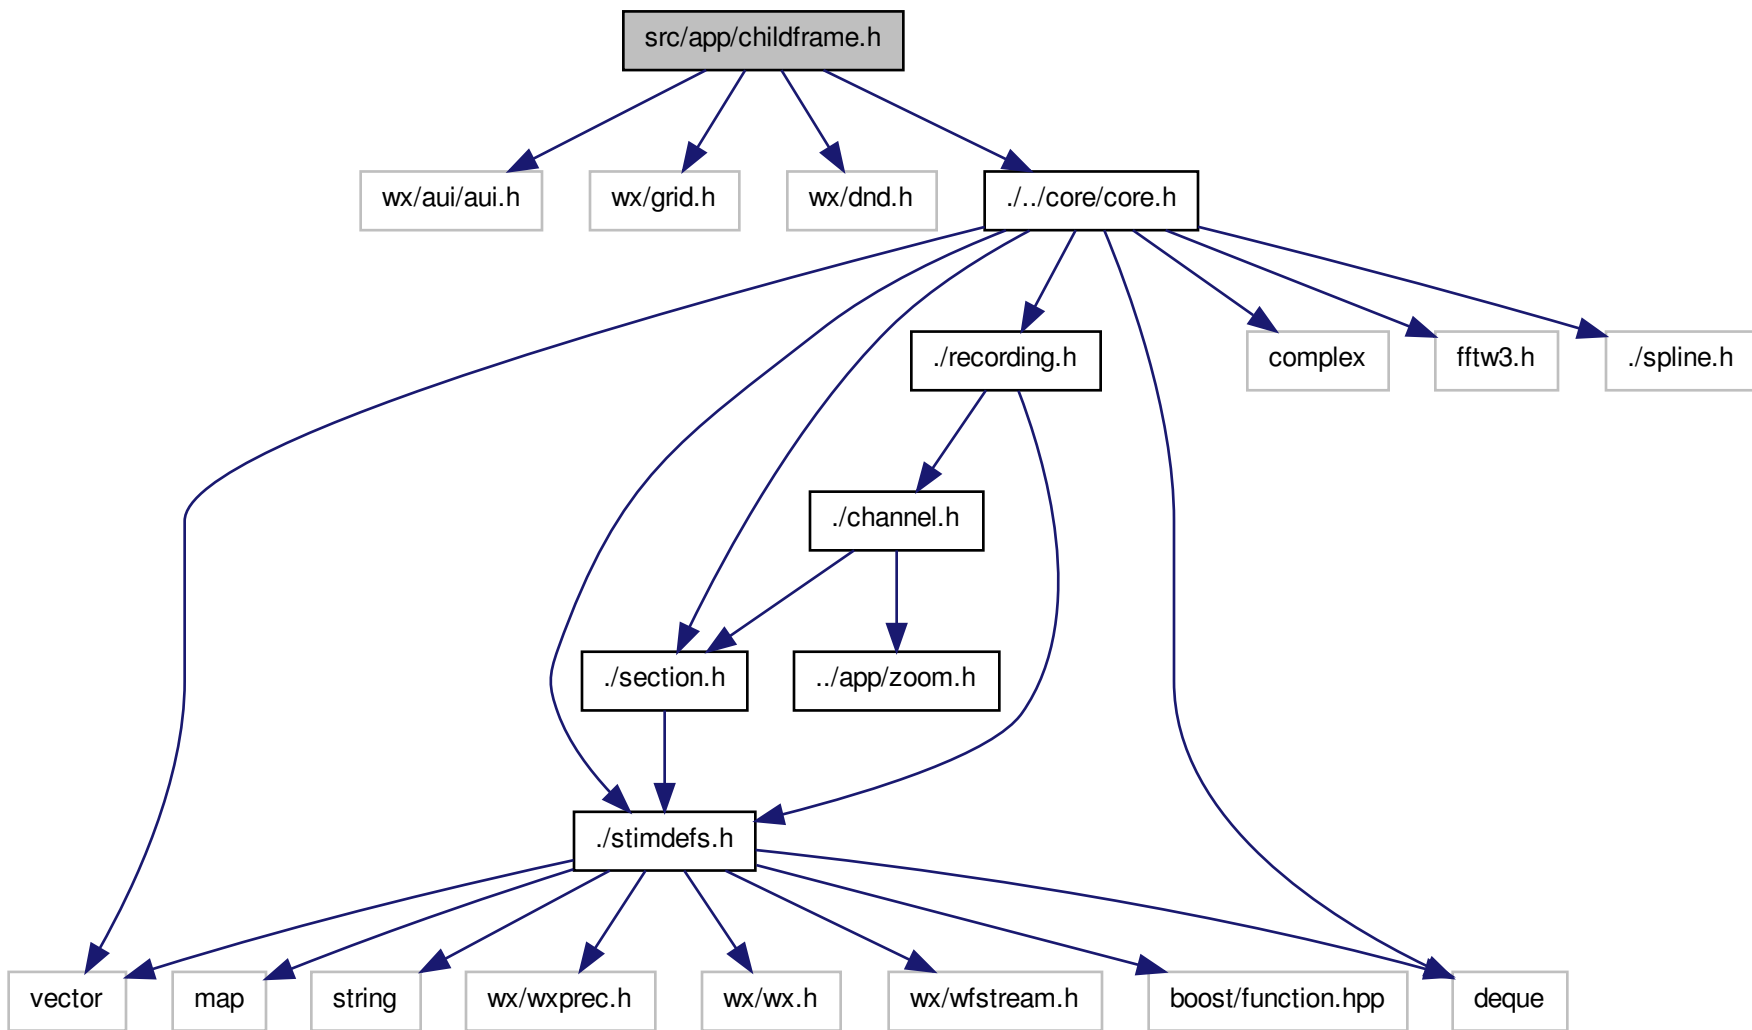 src/app/childframe.h
wx/aui/aui.h
wx/grid.h
wx/dnd.h
./../core/core.h
./recording.h
complex
fftw3.h
./spline.h
./channel.h
./section.h
../app/zoom.h
./stimdefs.h
vector
map
string
wx/wxprec.h
wx/wx.h
wx/wfstream.h
boost/function.hpp
deque